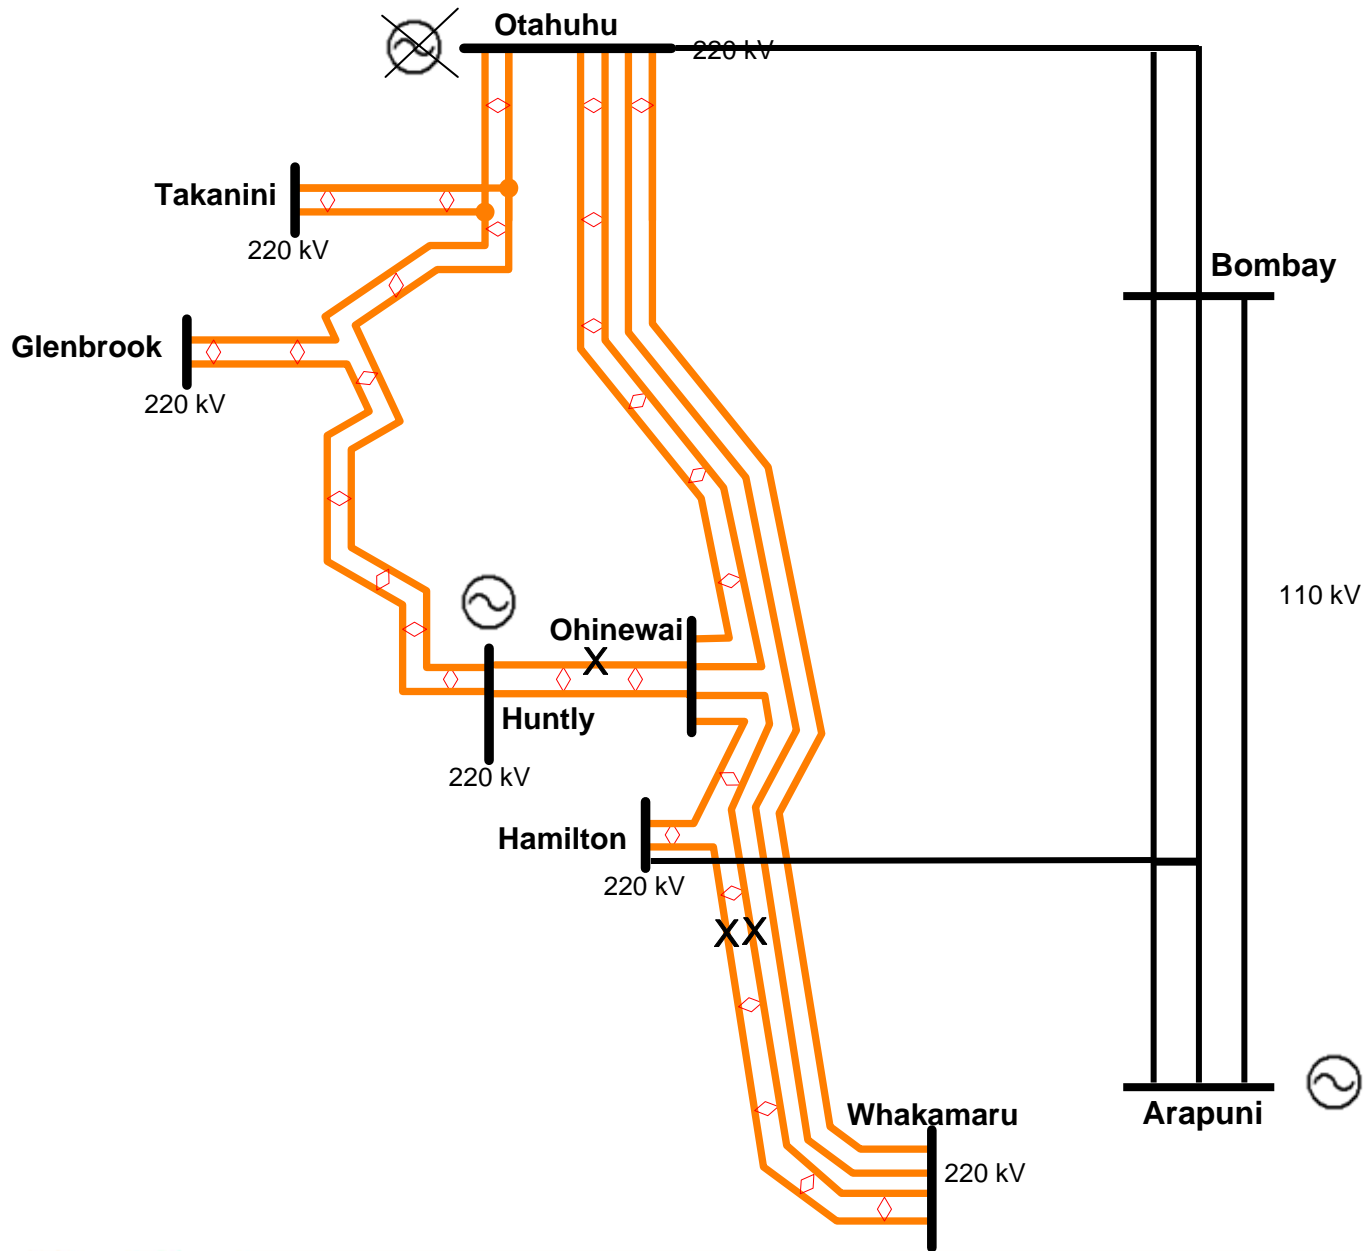 Otahuhu
220 kV
Takanini
220 kV
Bombay
Glenbrook
220 kV
110 kV
Ohinewai
X
Huntly
220 kV
Hamilton
220 kV
X X
Whakamaru
Arapuni
220 kV